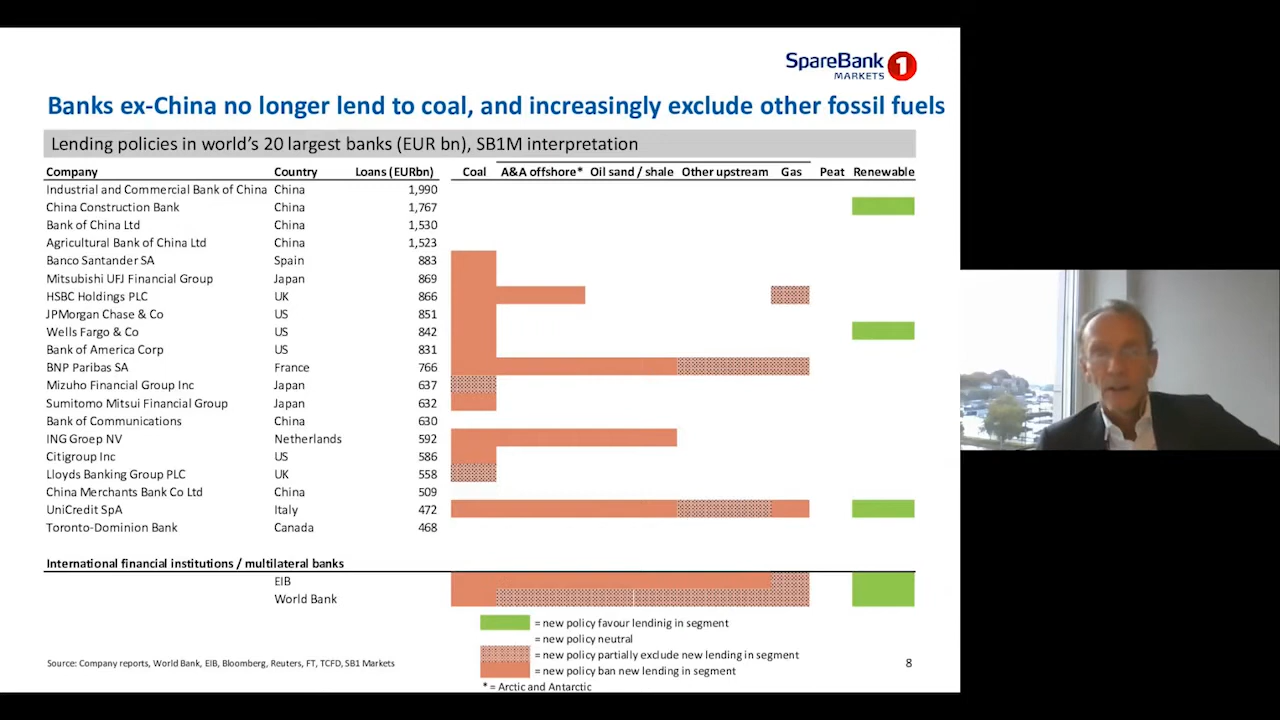 SpareBank
MARKETS 1
Banks ex-China no longer lend to coal, and increasingly exclude other fossil fuels
Lending policies in world's 20 largest banks (EUR bn), SB1M interpretation
Company Country Loans (EURbn) Coal A&A offshore* Oil sand / shale Other upstream Gas Peat Renewable
Industrial and Commercial Bank of China China 1,990
China Construction Bank China 1,767
Bank of China Ltd China 1,530
Agricultural Bank of China Ltd China 1,523
Banco Santander SA Spain 883
Mitsubishi UFJ Financial Group Japan 869
HSBC Holdings PLC UK 866
JPMorgan Chase & Co US 851
Wells Fargo & Co US 842
Bank of America Corp US 831
BNP Paribas SA France 766
Mizuho Financial Group Inc Japan 637
Sumitomo Mitsui Financial Group Japan 632
Bank of Communications China 630
ING Groep NV Netherlands 592
Citigroup Inc US 586
Lloyds Banking Group PLC UK 558
China Merchants Bank Co Ltd China 509
UniCredit SpA Italy 472
Toronto-Dominion Bank Canada 468
International financial institutions / multilateral banks
EIB
World Bank
= new policy favour lendinig in segment
= new policy neutral
= new policy partially exclude new lending in segment
= new policy ban new lending in segment
* = Arctic and Antarctic
Source: Company reports, World Bank, EIB, Bloomberg, Reuters, FT, TCFD, SB1 Markets
8